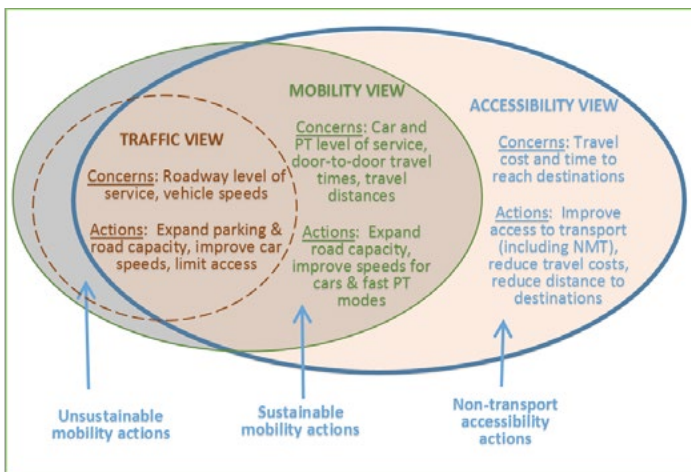 TRAFFIC VIEW
Concerns: Roadway level of
service, vehicle speeds
Actions: Expand parking &
road capacity, improve car
speeds, limit access
MOBILITY VIEW
Concerns: Car and
PT level of service,
door-to-door travel
times, travel
distances
Actions: Expand
road capacity,
improve speeds for
cars & fast PT
modes
ACCESSIBILITY VIEW
Concerns: Travel
cost and time to
reach destinations
Actions: Improve
access to transport
(including NMT),
reduce travel costs,
reduce distance to
destinations
Unsustainable
mobility actions
Sustainable
mobility actions
Non-transport
accessibility
actions